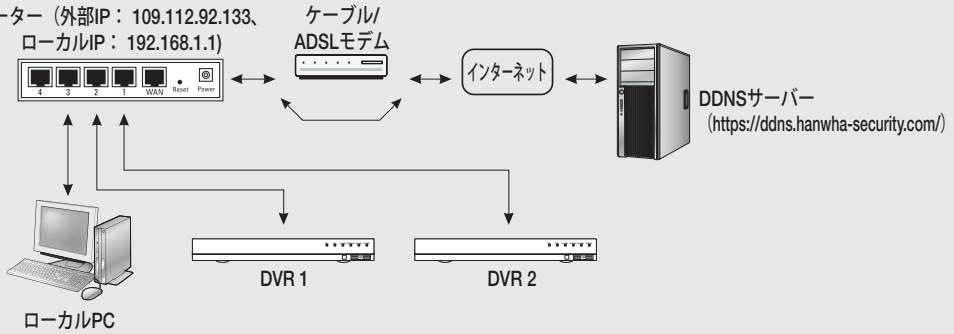 ーター（外部IP： 109.112.92.133、
ローカルIP： 192.168.1.1)
ケーブル/
ADSLモデム
インターネット
DDNSサーバー
（https://ddns.hanwha-security.com/）
4 3 2 1 WAN Reset Power
DVR 1
DVR 2
ローカルPC